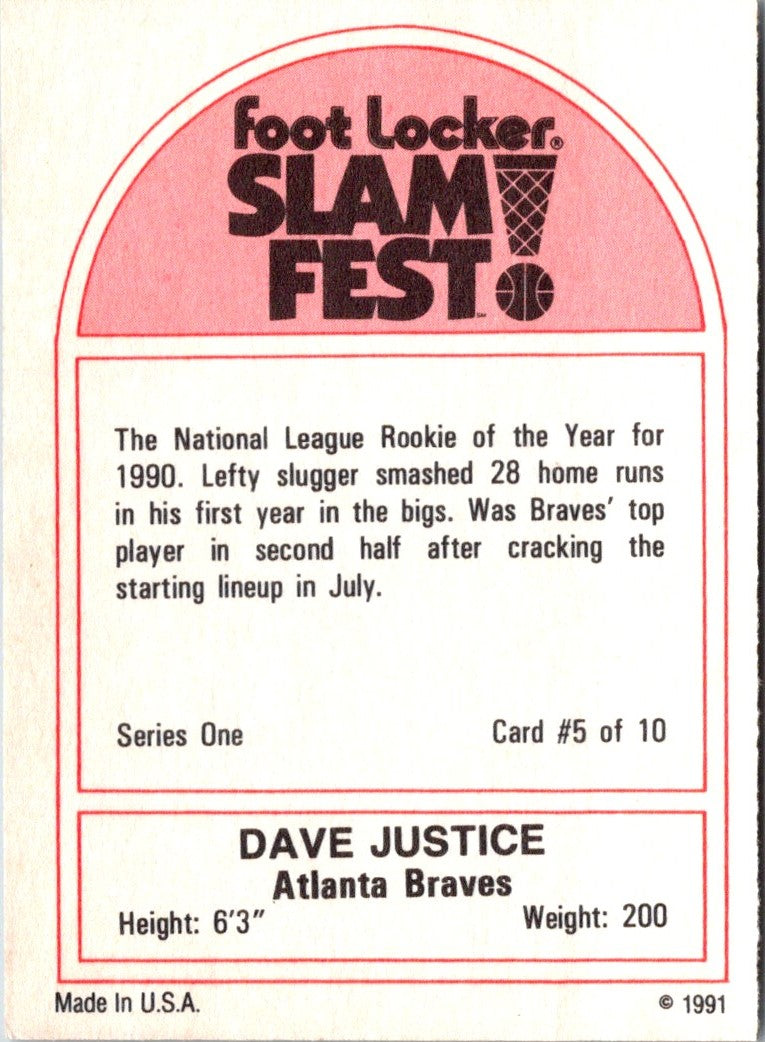 foot Locker®
SLAM
FEST℠
The National League Rookie of the Year for
1990. Lefty slugger smashed 28 home runs
in his first year in the bigs. Was Braves' top
player in second half after cracking the
starting lineup in July.
Series One Card #5 of 10
DAVE JUSTICE
Atlanta Braves
Height: 6'3" Weight: 200
Made In U.S.A. © 1991